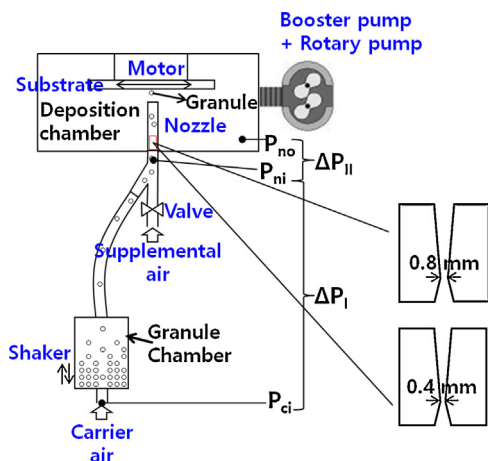 Booster pump
+ Rotary pump
Motor
Substrate
Granule
Deposition
chamber
Nozzle
Pno
Pni
ΔPII
Valve
Supplemental
air
0.8 mm
ΔPI
Granule
Chamber
Shaker
0.4 mm
Pci
Carrier
air